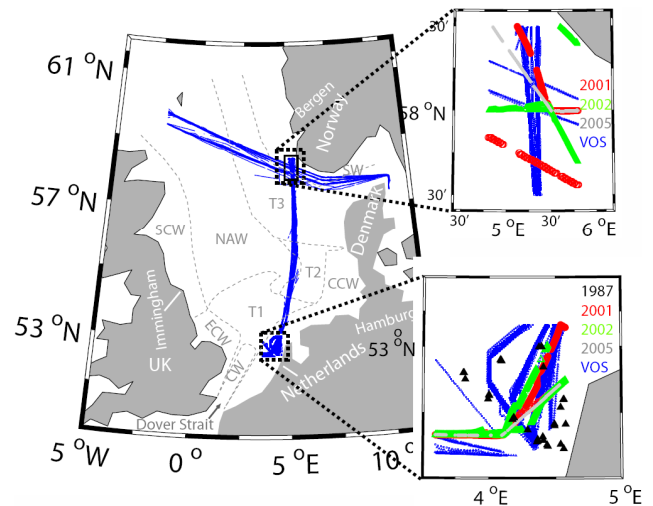 61 °N
57 °N
53 °N
5 °W
0 °E
5 °E
10 °E
Bergen
Norway
SW
Denmark
T3
SCW
NAW
T2
CCW
T1
Immingham
ECW
Hamburg
UK
CW
Netherlands
Dover Strait
30'
58 °N
30'
30'
5 °E
30'
6 °E
2001
2002
2005
VOS
53 °N
4 °E
5 °E
1987
2001
2002
2005
VOS